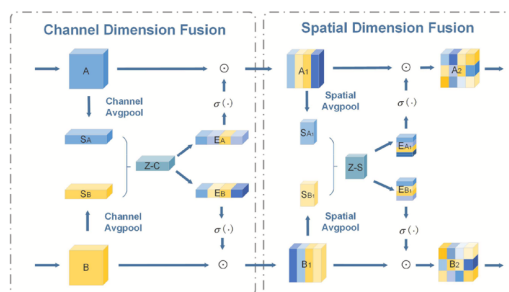 Channel Dimension Fusion
Spatial Dimension Fusion
A
⊙
A1
⊙
A2
Channel
Avgpool
σ(·)
Spatial
Avgpool
σ(·)
SA
EA
SA1
EA1
Z-C
Z-S
SB
EB
SB1
EB1
Channel
Avgpool
σ(·)
Spatial
Avgpool
σ(·)
B
⊙
B1
⊙
B2